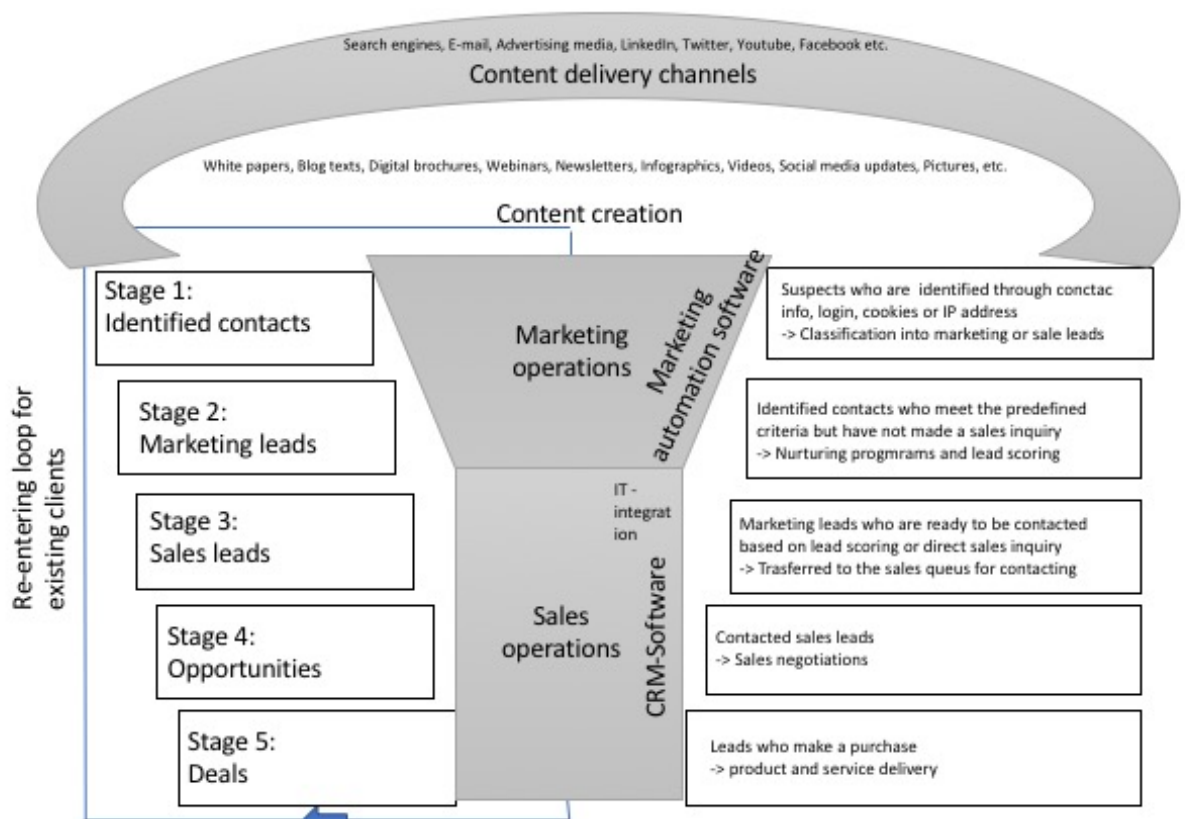 Search engines, E-mail, Advertising media, LinkedIn, Twitter, Youtube, Facebook etc.
Content delivery channels
White papers, Blog texts, Digital brochures, Webinars, Newsletters, Infographics, Videos, Social media updates, Pictures, etc.
Content creation
Re-entering loop for
existing clients
Stage 1:
Identified contacts
Stage 2:
Marketing leads
Stage 3:
Sales leads
Stage 4:
Opportunities
Stage 5:
Deals
Marketing
operations
Marketing
automation software
Sales
operations
IT -
integrat
ion
CRM-Software
Suspects who are identified through conctac
info, login, cookies or IP address
-> Classification into marketing or sale leads
Identified contacts who meet the predefined
criteria but have not made a sales inquiry
-> Nurturing progmrams and lead scoring
Marketing leads who are ready to be contacted
based on lead scoring or direct sales inquiry
-> Trasferred to the sales queus for contacting
Contacted sales leads
-> Sales negotiations
Leads who make a purchase
-> product and service delivery